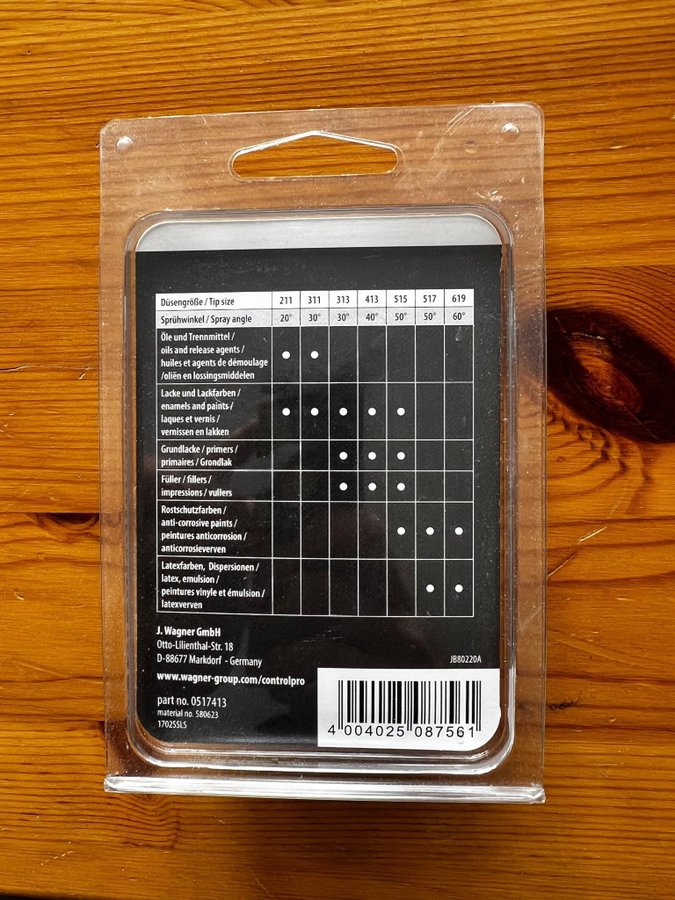 Düsengröße / Tip size 211 311 313 413 515 517 619
Sprühwinkel / Spray angle 20° 30° 30° 40° 50° 50° 60°
Öle und Trennmittel /
oils and release agents /
huiles et agents de démoulage
/oliën en lossingsmiddelen
Lacke und Lackfarben /
enamels and paints /
laques et vernis /
vernissen en lakken
Grundlacke / primers /
primaires / Grondlak
Füller / fillers /
impressions / vullers
Rostschutzfarben /
anti-corrosive paints /
peintures anticorrosion /
anticorrosieverven
Latexfarben, Dispersionen /
latex, emulsion /
peintures vinyle et émulsion /
latexverven
J. Wagner GmbH
Otto-Lilienthal-Str. 18
D-88677 Markdorf - Germany
JB80220A
www.wagner-group.com/controlpro
part no. 0517413
material no. 580623
1702SSLS
4 004025 087561